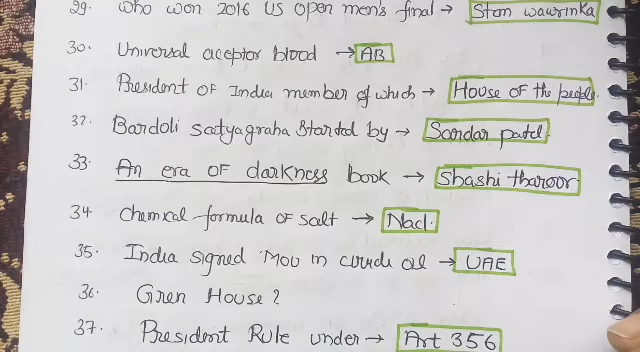 29. Who won 2016 US open men's final → Stan wawrinka
30. Universal aceptor blood → AB
31. President OF India member of which → House OF the people.
32. Bardoli satyagraha Started by → Sardar patel.
33. An era OF darkness book → Shashi tharoor
34 Chemical formula OF salt → Nacl.
35. India signed MOU in crude oil → UAE
36. Gren House?
37. President Rule under → Art 356